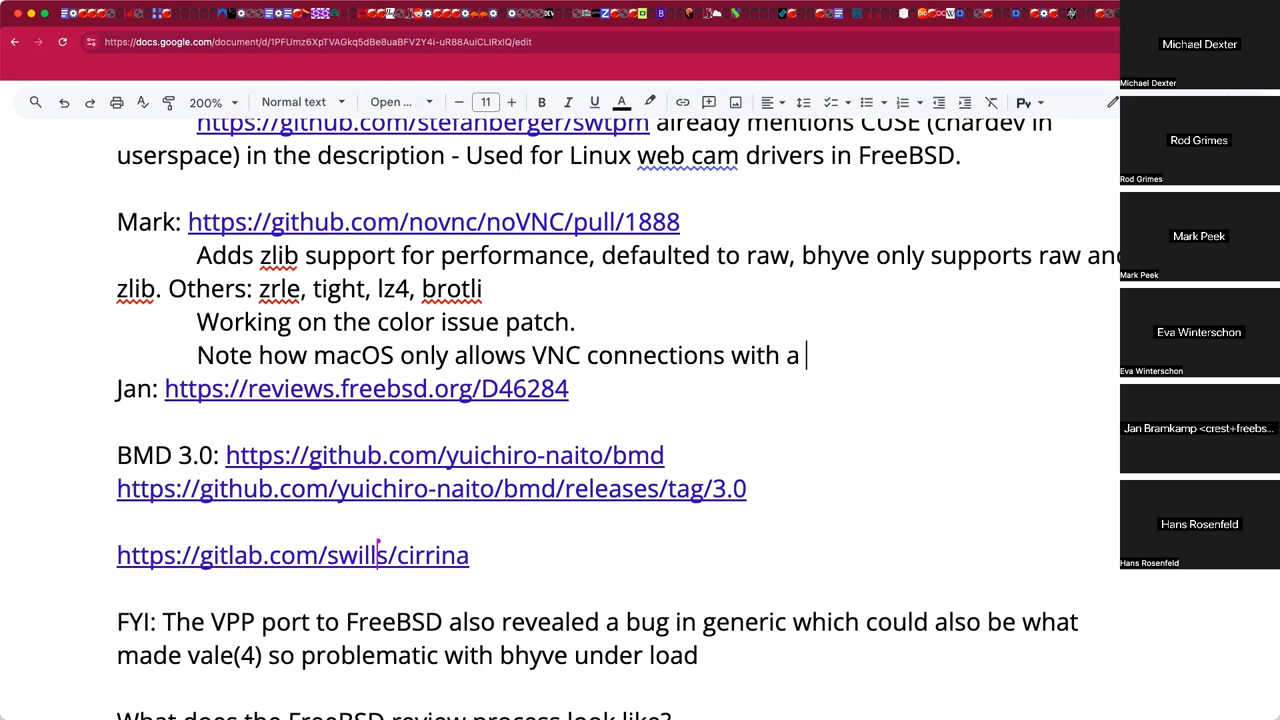 https://docs.google.com/document/d/1PFUmz6XpTVAGkq5dBe8uaBFV2Y4i-uR88AuiCLIRxIQ/edit
200%
Normal text
Open ...
11
B
I
U
A
https://github.com/stefanberger/swtpm already mentions CUSE (chardev in
userspace) in the description - Used for Linux web cam drivers in FreeBSD.
Mark: https://github.com/novnc/noVNC/pull/1888
Adds zlib support for performance, defaulted to raw, bhyve only supports raw and
zlib. Others: zrle, tight, lz4, brotli
Working on the color issue patch.
Note how macOS only allows VNC connections with a
Jan: https://reviews.freebsd.org/D46284
BMD 3.0: https://github.com/yuichiro-naito/bmd
https://github.com/yuichiro-naito/bmd/releases/tag/3.0
https://gitlab.com/swills/cirrina
FYI: The VPP port to FreeBSD also revealed a bug in generic which could also be what
made vale(4) so problematic with bhyve under load
What does the FreeBSD review process look like?
Michael Dexter
Michael Dexter
Rod Grimes
Rod Grimes
Mark Peek
Mark Peek
Eva Winterschon
Eva Winterschon
Jan Bramkamp <crest+freebs...
Hans Rosenfeld
Hans Rosenfeld